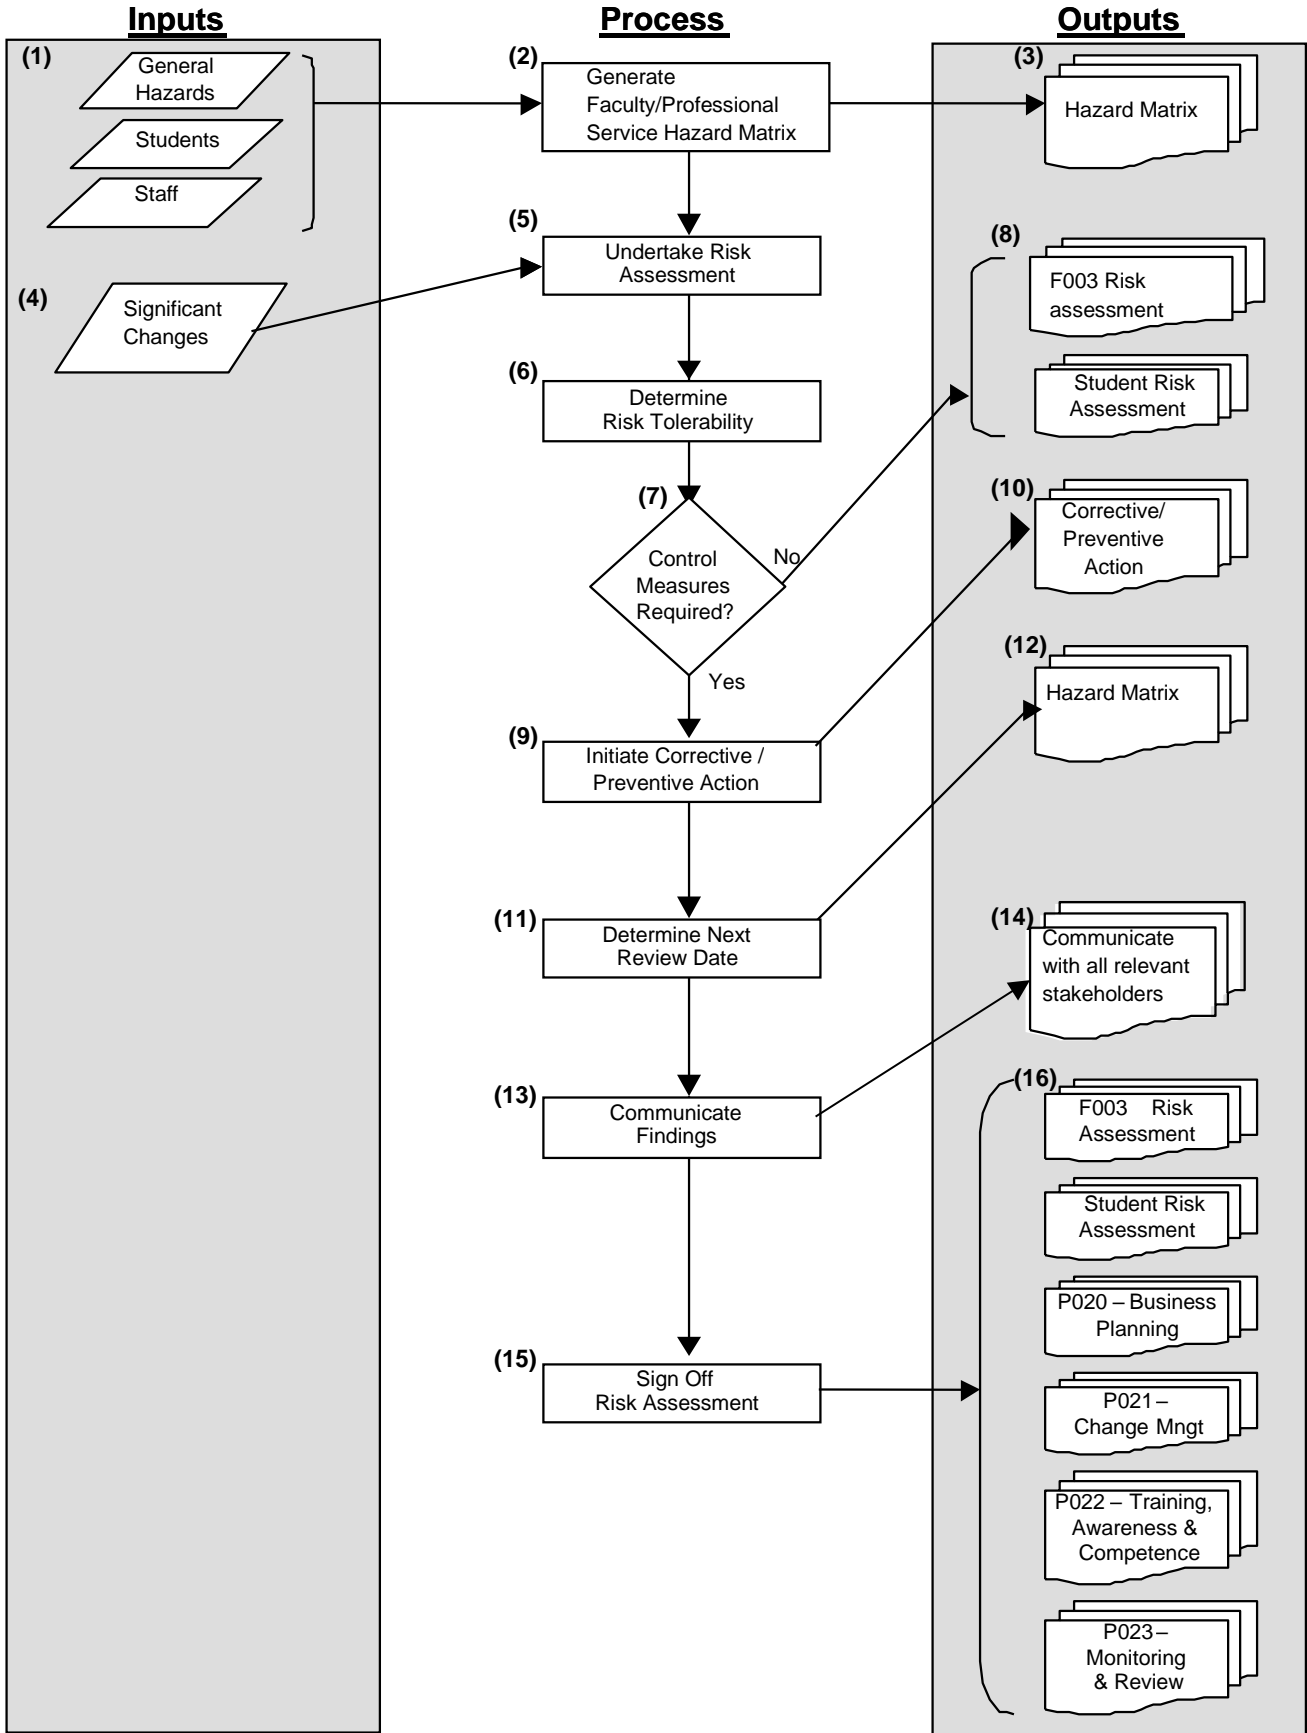 Inputs
Process
Outputs
(1)
General
Hazards
Students
Staff
(2)
Generate
Faculty/Professional
Service Hazard Matrix
(3)
Hazard Matrix
(4)
Significant
Changes
(5)
Undertake Risk
Assessment
(6)
Determine
Risk Tolerability
(7)
Control
Measures
Required?
No
Yes
(8)
F003 Risk
assessment
Student Risk
Assessment
(9)
Initiate Corrective /
Preventive Action
(10)
Corrective/
Preventive
Action
(11)
Determine Next
Review Date
(12)
Hazard Matrix
(13)
Communicate
Findings
(14)
Communicate
with all relevant
stakeholders
(15)
Sign Off
Risk Assessment
(16)
F003 Risk
Assessment
Student Risk
Assessment
P020 – Business
Planning
P021 –
Change Mngt
P022 – Training,
Awareness &
Competence
P023 –
Monitoring
& Review